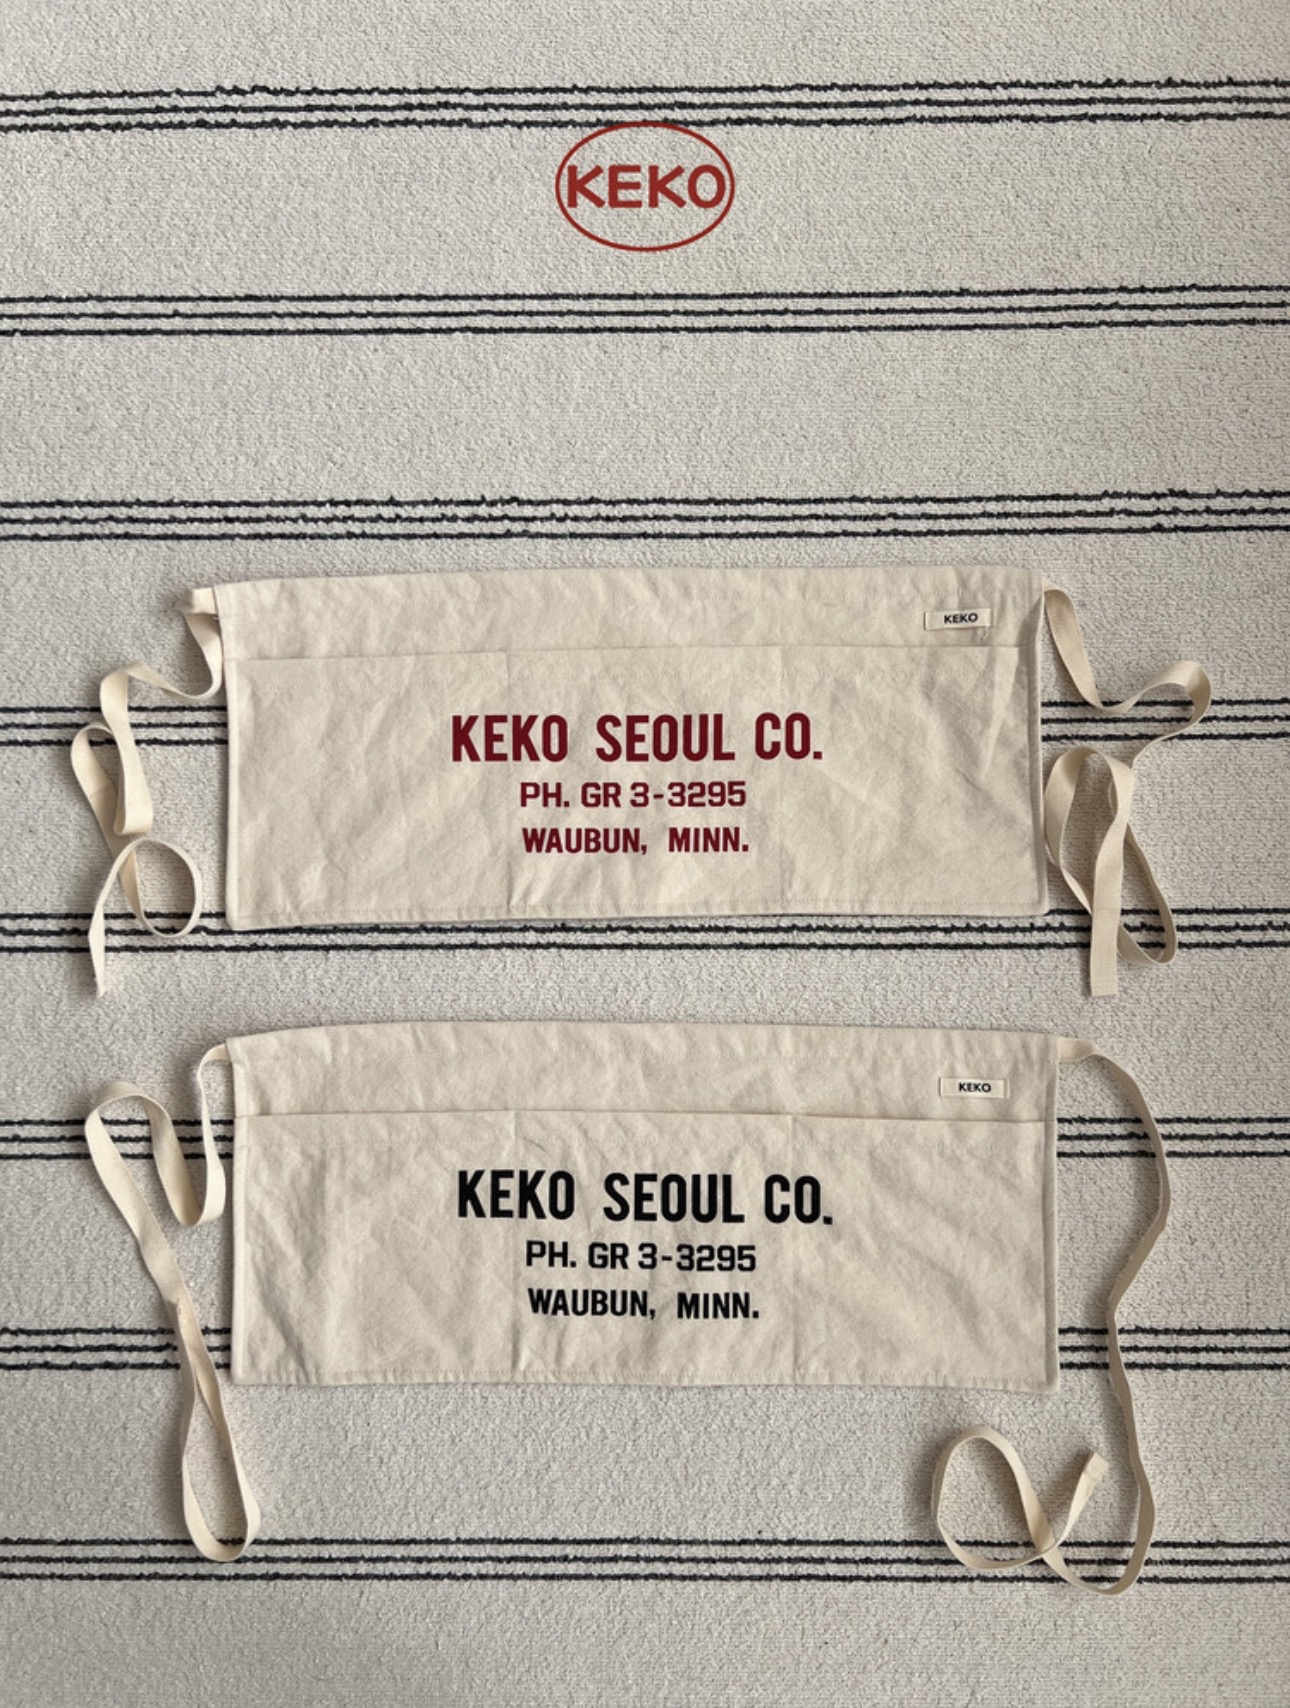 KEKO
KEKO
KEKO SEOUL CO.
PH. GR 3-3295
WAUBUN, MINN.
KEKO
KEKO SEOUL CO.
PH. GR 3-3295
WAUBUN, MINN.